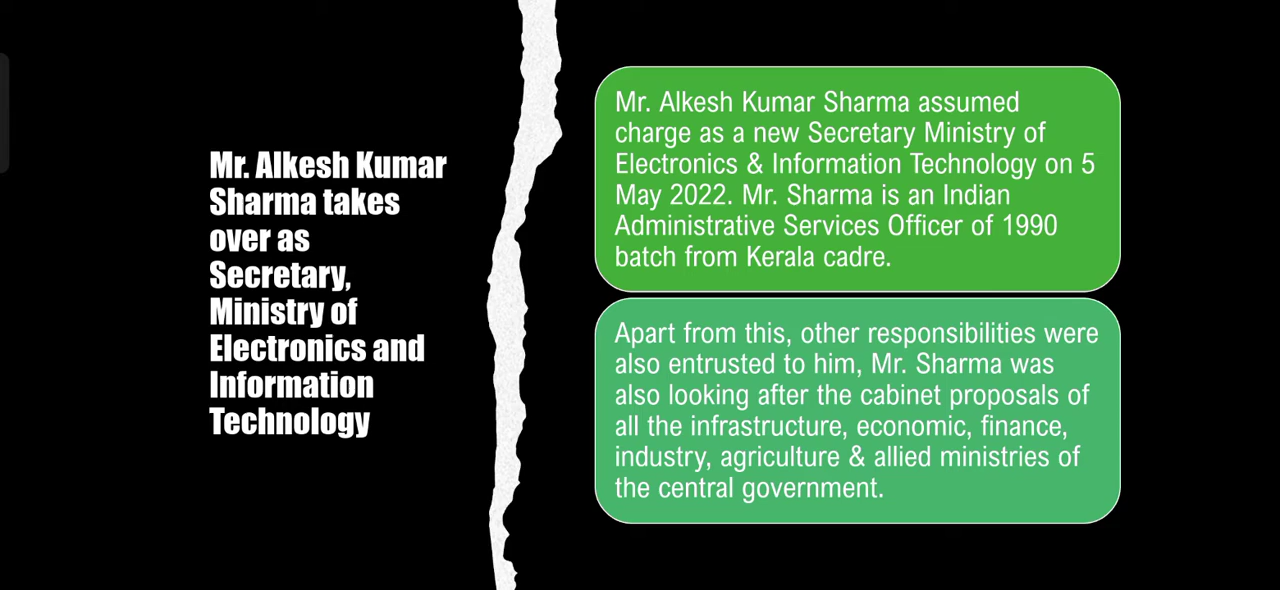 Mr. Alkesh Kumar
Sharma takes
over as
Secretary,
Ministry of
Electronics and
Information
Technology
Mr. Alkesh Kumar Sharma assumed
charge as a new Secretary Ministry of
Electronics & Information Technology on 5
May 2022. Mr. Sharma is an Indian
Administrative Services Officer of 1990
batch from Kerala cadre.
Apart from this, other responsibilities were
also entrusted to him, Mr. Sharma was
also looking after the cabinet proposals of
all the infrastructure, economic, finance,
industry, agriculture & allied ministries of
the central government.